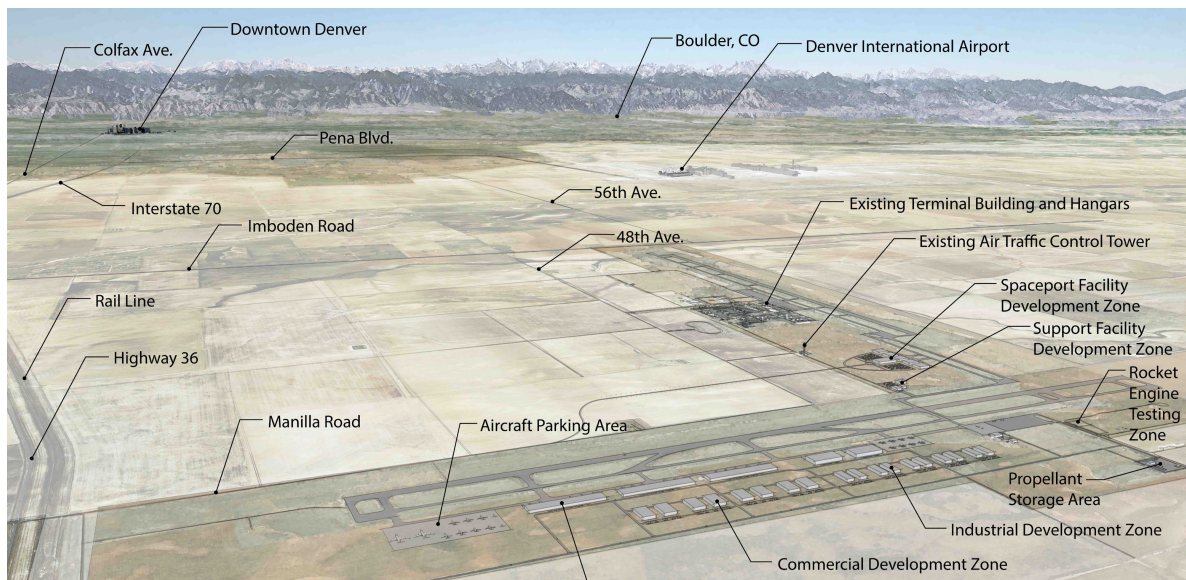 Downtown Denver
Colfax Ave.
Boulder, CO
Denver International Airport
Pena Blvd.
56th Ave.
Interstate 70
Existing Terminal Building and Hangars
Imboden Road
48th Ave.
Existing Air Traffic Control Tower
Rail Line
Spaceport Facility
Development Zone
Support Facility
Development Zone
Highway 36
Rocket
Engine
Testing
Zone
Manilla Road
Aircraft Parking Area
Propellant
Storage Area
Industrial Development Zone
Commercial Development Zone